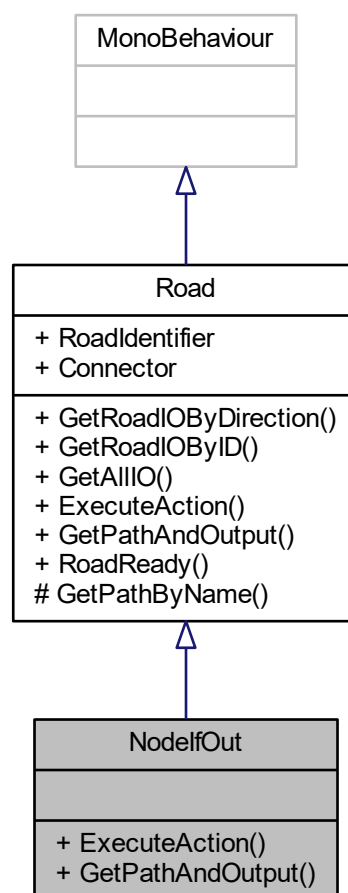 MonoBehaviour
Road
+ RoadIdentifier
+ Connector
+ GetRoadIOByDirection()
+ GetRoadIOByID()
+ GetAllIO()
+ ExecuteAction()
+ GetPathAndOutput()
+ RoadReady()
# GetPathByName()
NodeIfOut
+ ExecuteAction()
+ GetPathAndOutput()